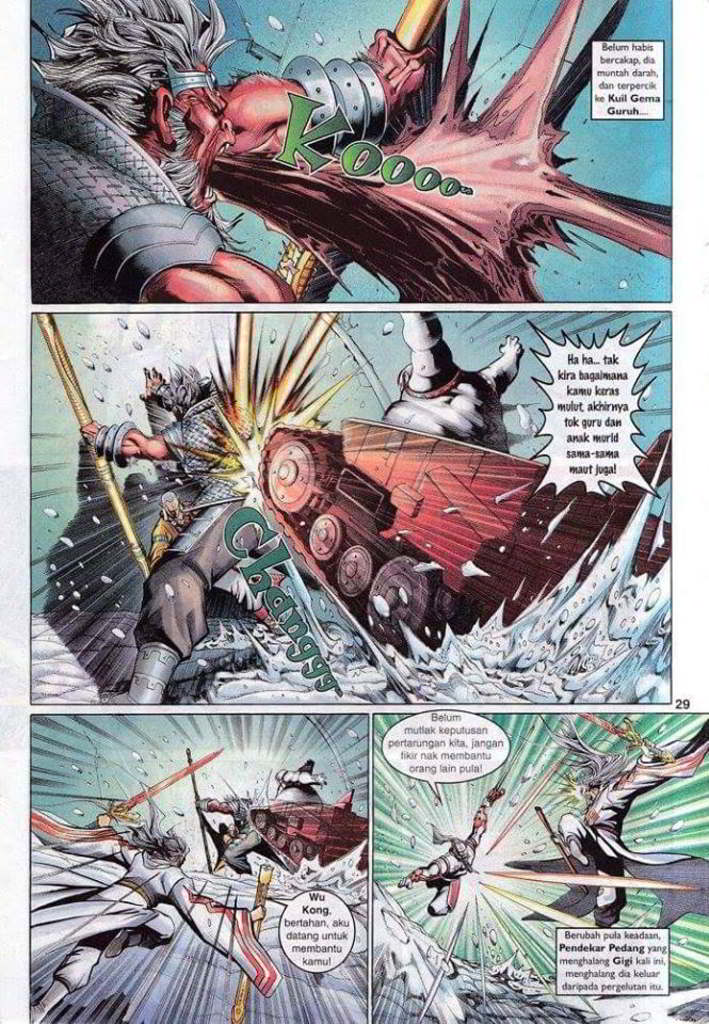 Belum habis
bercakap, dia
muntah darah,
dan terpercik
ke Kuil Gema
Guruh...
KOOOOO~
Ha ha... tak
kira bagaimana
kamu keras
mulut, akhirnya
tok guru dan
anak murid
sama-sama
maut juga!
Changgg
29
Wu
Kong,
bertahan, aku
datang untuk
membantu
kamu!
Belum
mutlak keputusan
pertarungan kita, jangan
fikir nak membantu
orang lain pula!
Berubah pula keadaan,
Pendekar Pedang yang
menghalang Gigi kali ini,
menghalang dia keluar
daripada pergelutan itu.